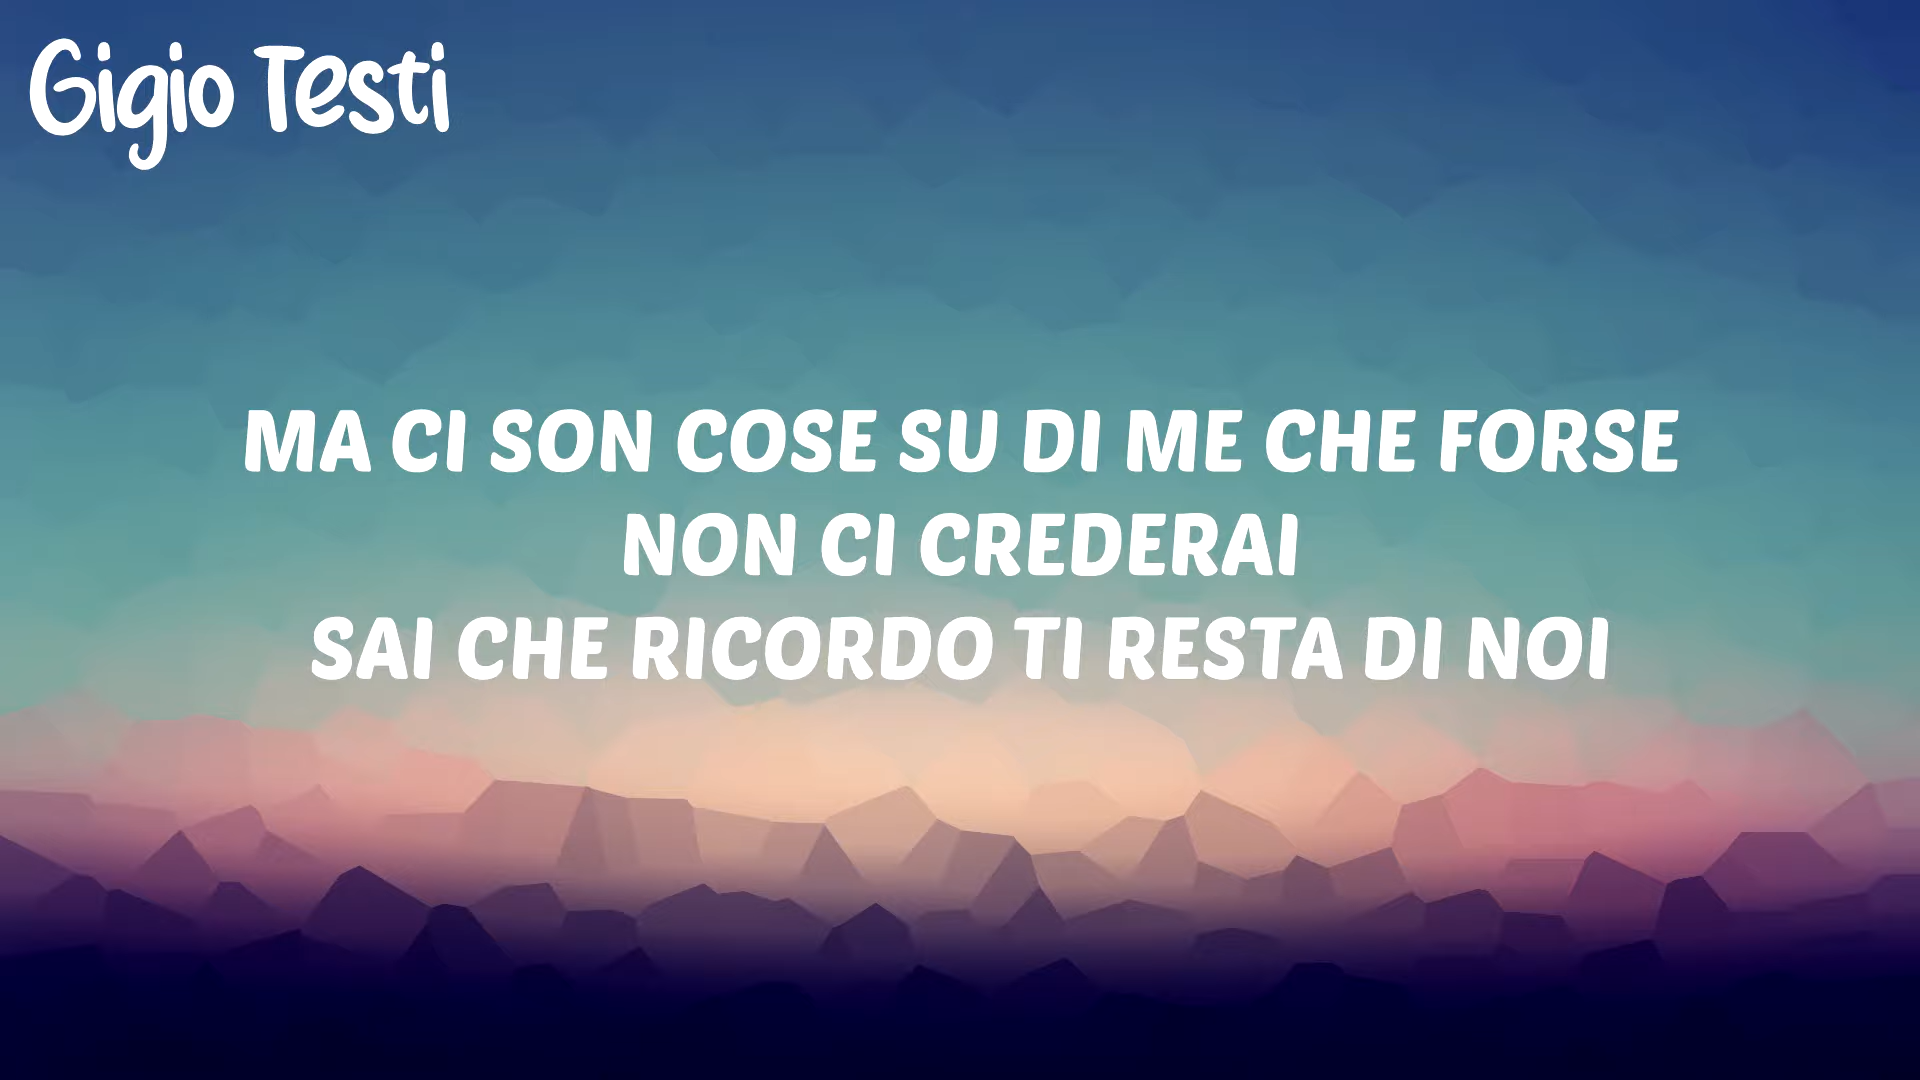 Gigio Testi
MA CI SON COSE SU DI ME CHE FORSE
NON CI CREDERAI
SAI CHE RICORDO TI RESTA DI NOI